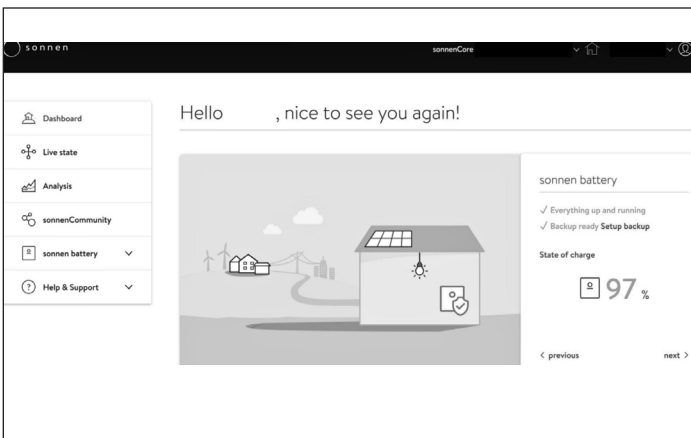 sonnen
sonnenCore
Dashboard
Live state
Analysis
sonnenCommunity
sonnen battery
Help & Support
Hello , nice to see you again!
sonnen battery
✓ Everything up and running
✓ Backup ready Setup backup
State of charge
97 %
< previous next >